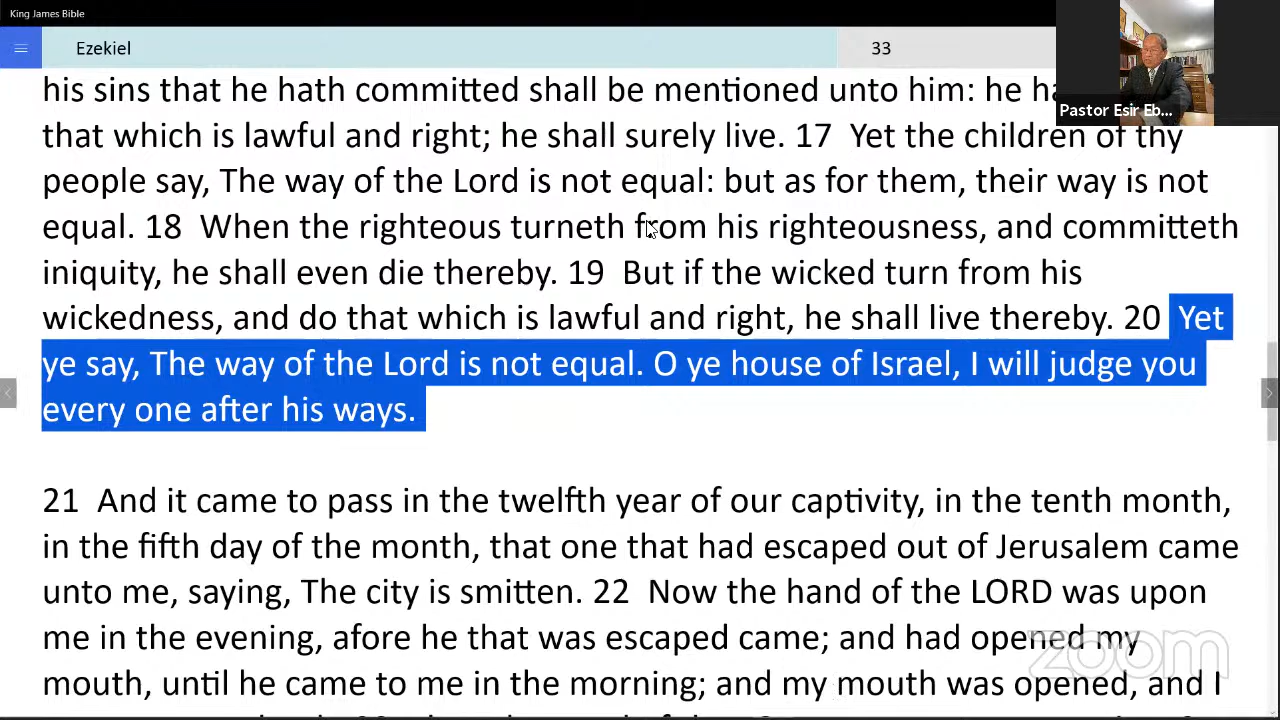 King James Bible
Ezekiel
33
his sins that he hath committed shall be mentioned unto him: he ha
that which is lawful and right; he shall surely live. 17 Yet the children of thy
people say, The way of the Lord is not equal: but as for them, their way is not
equal. 18 When the righteous turneth from his righteousness, and committeth
iniquity, he shall even die thereby. 19 But if the wicked turn from his
wickedness, and do that which is lawful and right, he shall live thereby. 20 Yet
ye say, The way of the Lord is not equal. O ye house of Israel, I will judge you
every one after his ways.
21 And it came to pass in the twelfth year of our captivity, in the tenth month,
in the fifth day of the month, that one that had escaped out of Jerusalem came
unto me, saying, The city is smitten. 22 Now the hand of the LORD was upon
me in the evening, afore he that was escaped came; and had opened my
mouth, until he came to me in the morning; and my mouth was opened, and I
Pastor Esir Eb...
zoom